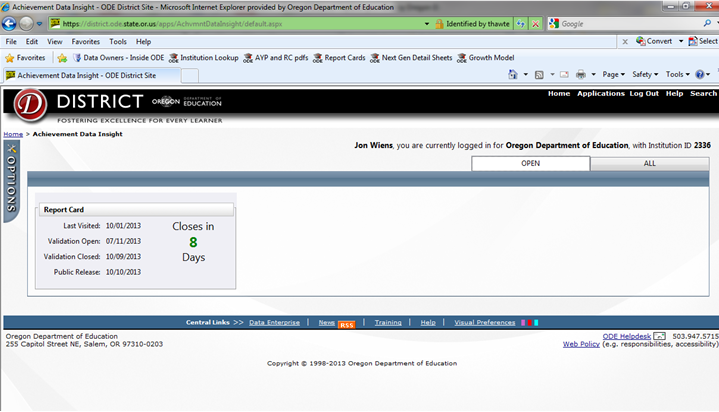 Achievement Data Insight - ODE District Site - Microsoft Internet Explorer provided by Oregon Department of Education
https://district.ode.state.or.us/apps/AchvmntDataInsight/default.aspx
Identified by thawte
Google
File Edit View Favorites Tools Help
x Convert Select
Favorites Data Owners - Inside ODE Institution Lookup AYP and RC pdfs Report Cards Next Gen Detail Sheets Growth Model
Achievement Data Insight - ODE District Site
Page Safety Tools
D DISTRICT OREGON DEPARTMENT OF EDUCATION
Home Applications Log Out Help Search
FOSTERING EXCELLENCE FOR EVERY LEARNER
Home > Achievement Data Insight
Jon Wiens, you are currently logged in for Oregon Department of Education, with Institution ID 2336
OPTIONS
OPEN ALL
Report Card
Last Visited: 10/01/2013
Validation Open: 07/11/2013
Validation Closed: 10/09/2013
Public Release: 10/10/2013
Closes in
8
Days
Central Links >> Data Enterprise | News RSS | Training | Help | Visual Preferences
Oregon Department of Education
255 Capitol Street NE, Salem, OR 97310-0203
ODE Helpdesk 503.947.5715
Web Policy (e.g. responsibilities, accessibility)
Copyright © 1998-2013 Oregon Department of Education